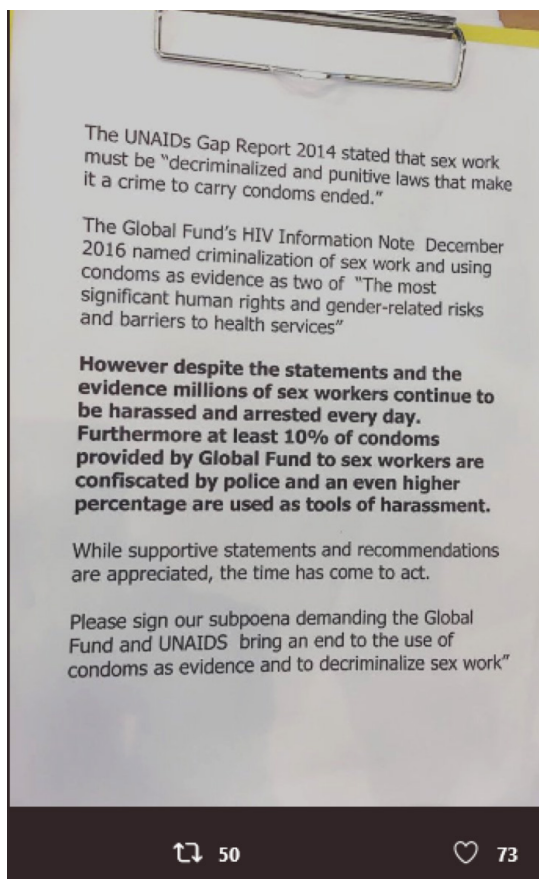 The UNAIDs Gap Report 2014 stated that sex work
must be "decriminalized and punitive laws that make
it a crime to carry condoms ended."
The Global Fund's HIV Information Note December
2016 named criminalization of sex work and using
condoms as evidence as two of "The most
significant human rights and gender-related risks
and barriers to health services"
However despite the statements and the
evidence millions of sex workers continue to
be harassed and arrested every day.
Furthermore at least 10% of condoms
provided by Global Fund to sex workers are
confiscated by police and an even higher
percentage are used as tools of harassment.
While supportive statements and recommendations
are appreciated, the time has come to act.
Please sign our subpoena demanding the Global
Fund and UNAIDS bring an end to the use of
condoms as evidence and to decriminalize sex work"
50 73